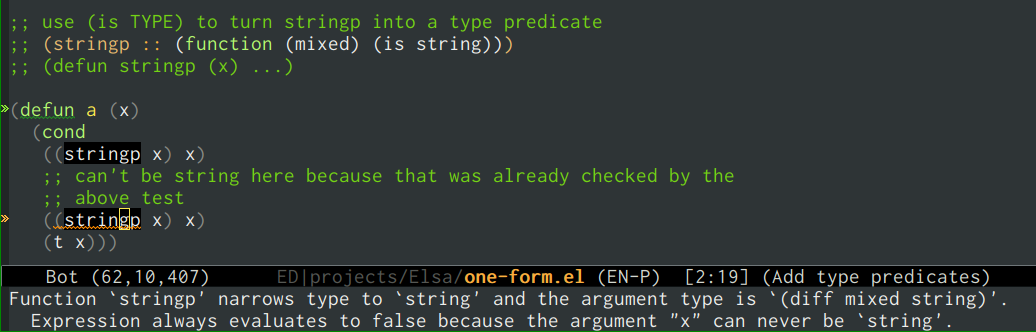 ;; use (is TYPE) to turn stringp into a type predicate
;; (stringp :: (function (mixed) (is string)))
;; (defun stringp (x) ...)
(defun a (x)
(cond
((stringp x) x)
;; can't be string here because that was already checked by the
;; above test
((stringp x) x)
(t x)))
Bot (62,10,407) ED|projects/Elsa/one-form.el (EN-P) [2:19] (Add type predicates)
Function `stringp' narrows type to `string' and the argument type is `(diff mixed string)'.
Expression always evaluates to false because the argument "x" can never be `string'.